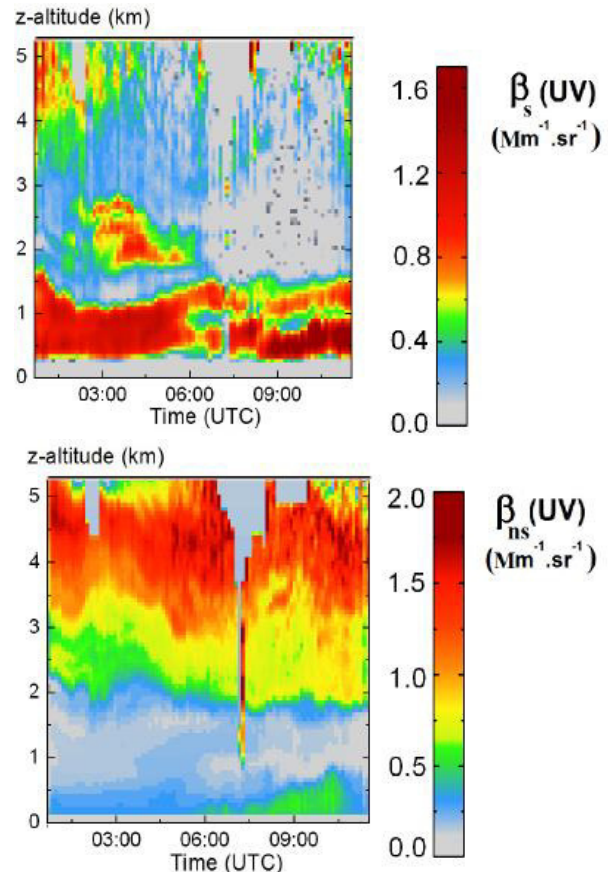 z-altitude (km)
5
4
3
2
1
0
03:00 06:00 09:00
Time (UTC)
1.6
1.2
0.8
0.4
0.0
βs (UV)
(Mm⁻¹.sr⁻¹)
z-altitude (km)
5
4
3
2
1
0
03:00 06:00 09:00
Time (UTC)
2.0
1.5
1.0
0.5
0.0
βns (UV)
(Mm⁻¹.sr⁻¹)